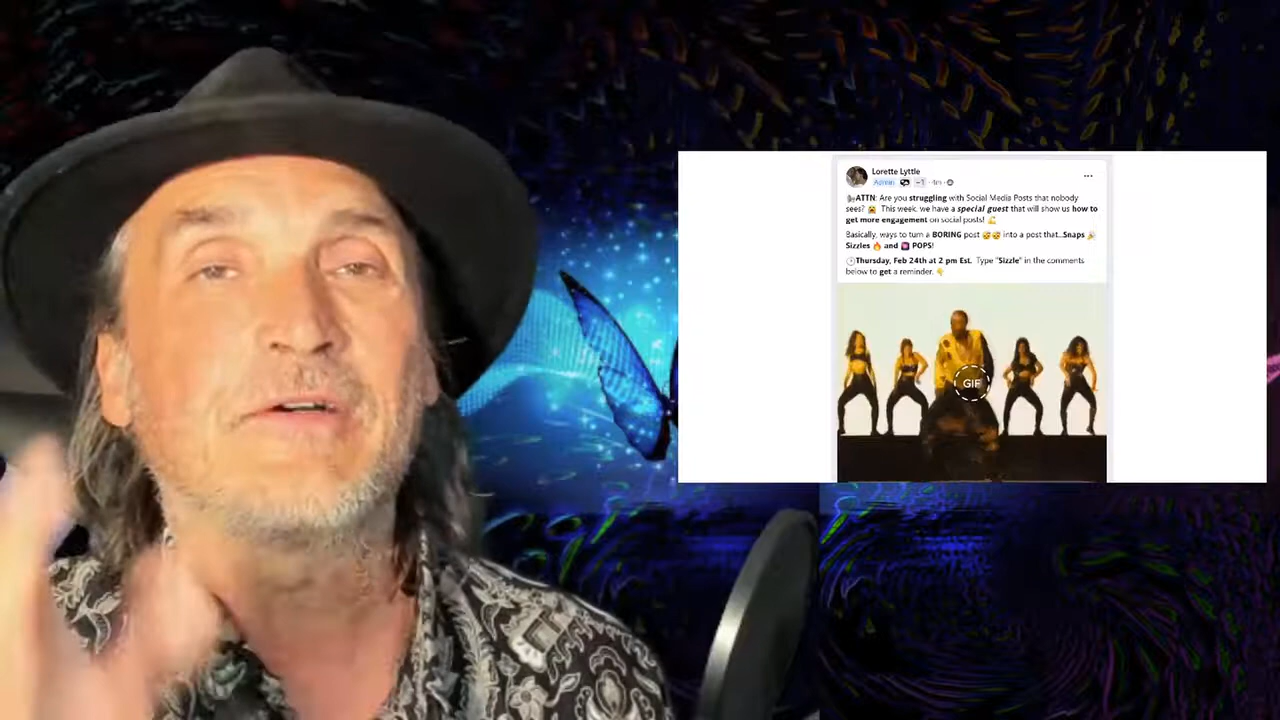 Lorette Lyttle
Admin +1 · 4m ·
ATTN: Are you struggling with Social Media Posts that nobody
sees? This week, we have a special guest that will show us how to
get more engagement on social posts!
Basically, ways to turn a BORING post into a post that...Snaps
Sizzles and POPS!
Thursday, Feb 24th at 2 pm Est. Type "Sizzle" in the comments
below to get a reminder.
GIF